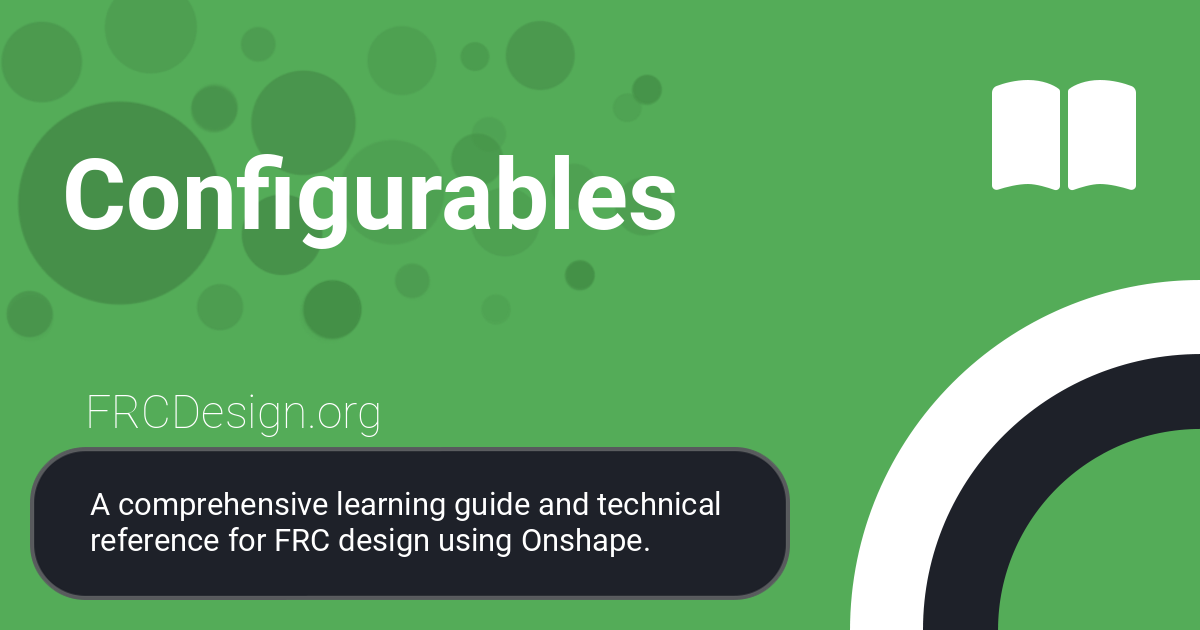 Configurables
FRCDesign.org
A comprehensive learning guide and technical
reference for FRC design using Onshape.